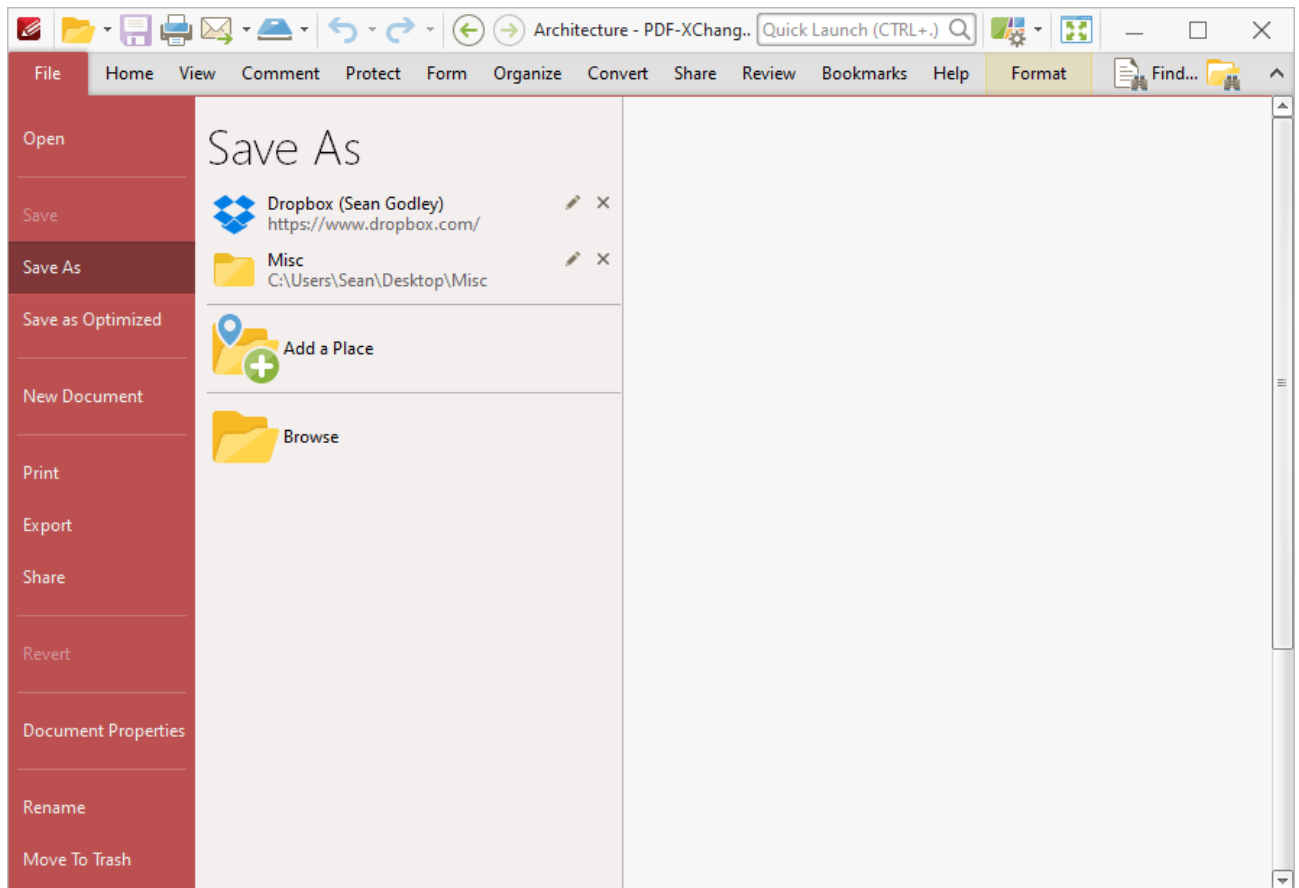 Architecture - PDF-XChang.. Quick Launch (CTRL+.)
File Home View Comment Protect Form Organize Convert Share Review Bookmarks Help Format Find...
Open
Save
Save As
Save as Optimized
New Document
Print
Export
Share
Revert
Document Properties
Rename
Move To Trash
Save As
Dropbox (Sean Godley)
https://www.dropbox.com/
Misc
C:\Users\Sean\Desktop\Misc
Add a Place
Browse